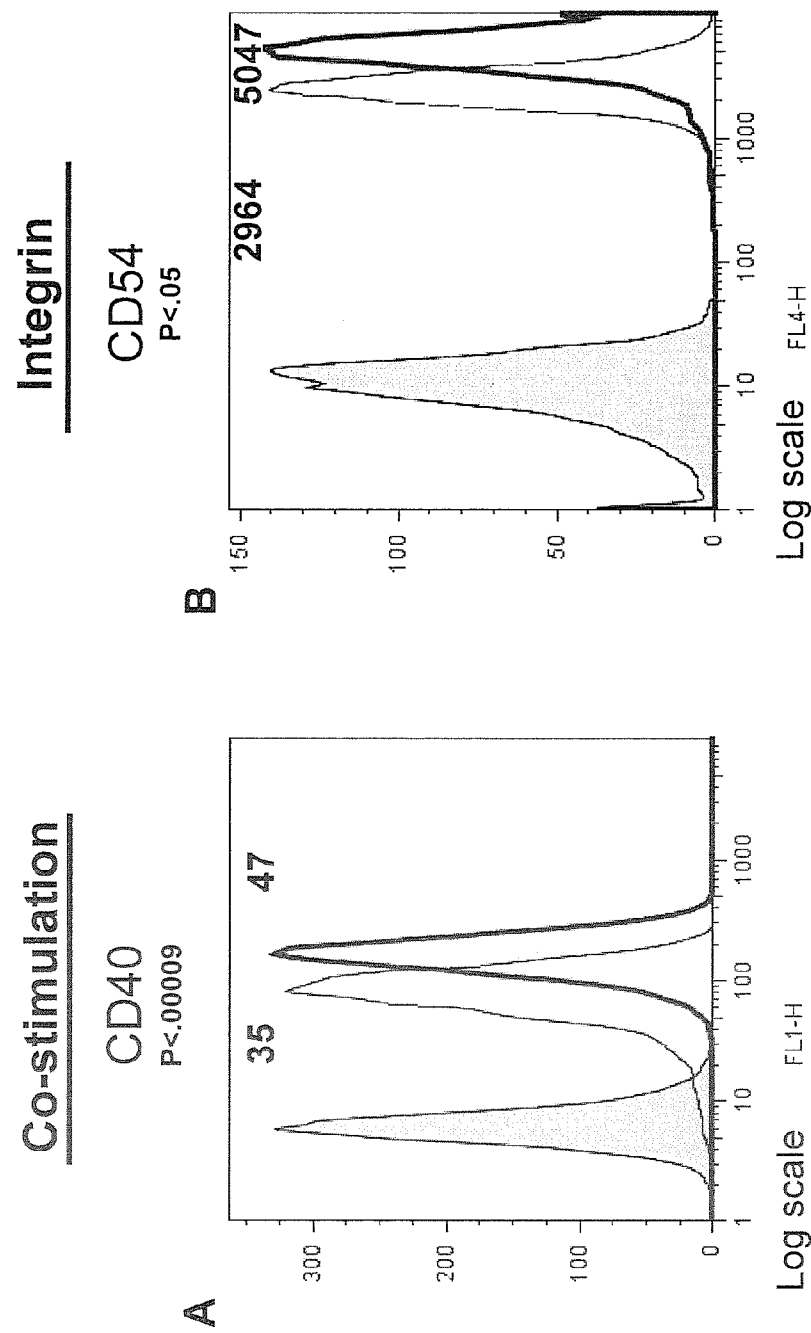 Co-stimulation
CD40
P<.00009
A
35 47
300
200
100
0
1 10 100 1000
Log scale FL1-H
Integrin
CD54
P<.05
B
2964 5047
150
100
50
0
1 10 100 1000
Log scale FL4-H